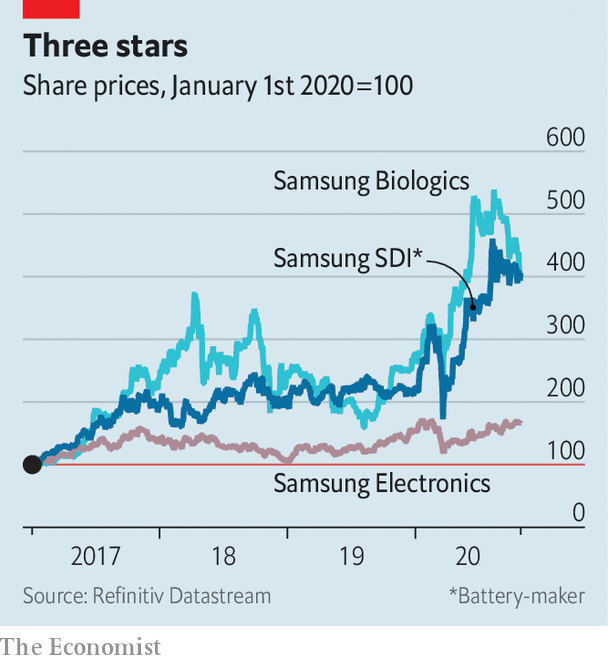 Three stars
Share prices, January 1st 2020=100
600
Samsung Biologics
500
Samsung SDI*
400
300
200
100
Samsung Electronics
0
2017 18 19 20
Source: Refinitiv Datastream *Battery-maker
The Economist